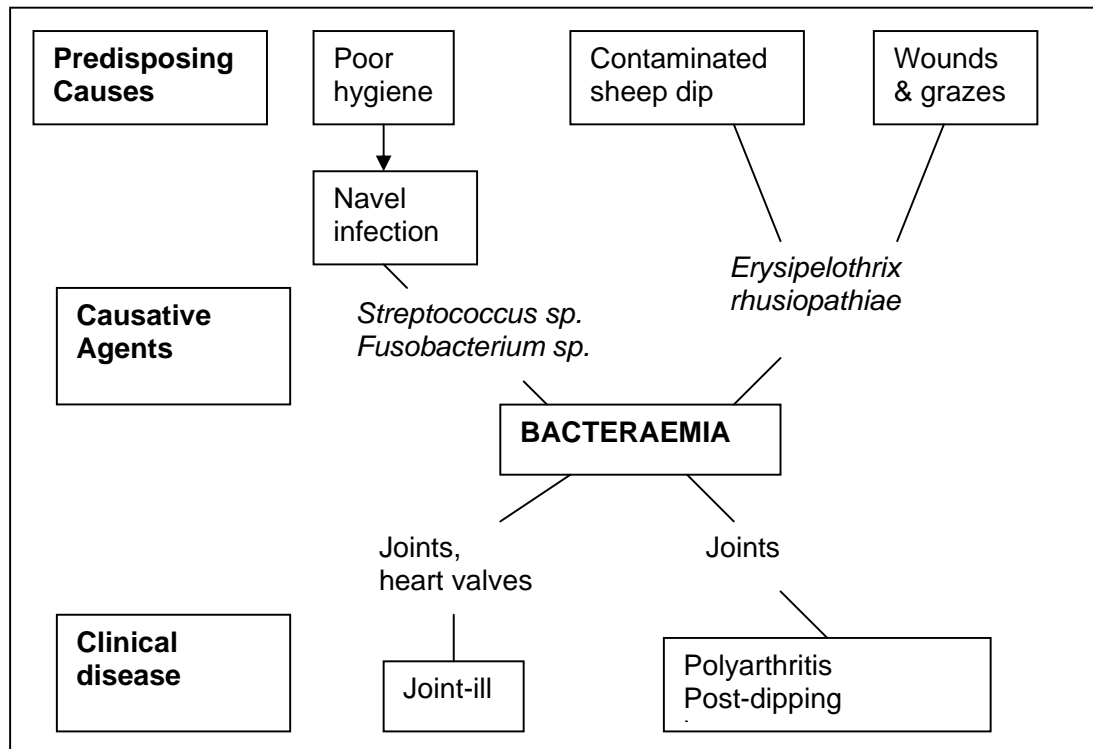 Predisposing
Causes
Poor
hygiene
Contaminated
sheep dip
Wounds
& grazes
Navel
infection
Erysipelothrix
rhusiopathiae
Causative
Agents
Streptococcus sp.
Fusobacterium sp.
BACTERAEMIA
Joints,
heart valves
Joints
Clinical
disease
Joint-ill
Polyarthritis
Post-dipping